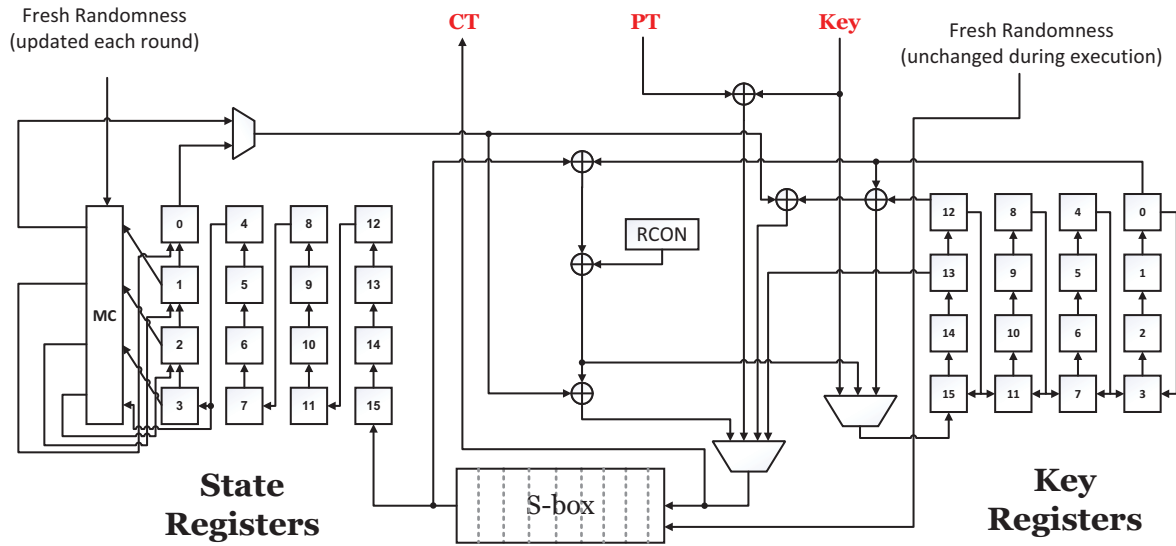 Fresh Randomness
(updated each round)
CT
PT
Key
Fresh Randomness
(unchanged during execution)
MC
0 4 8 12
1 5 9 13
2 6 10 14
3 7 11 15
RCON
12 8 4 0
13 9 5 1
14 10 6 2
15 11 7 3
State
Registers
S-box
Key
Registers